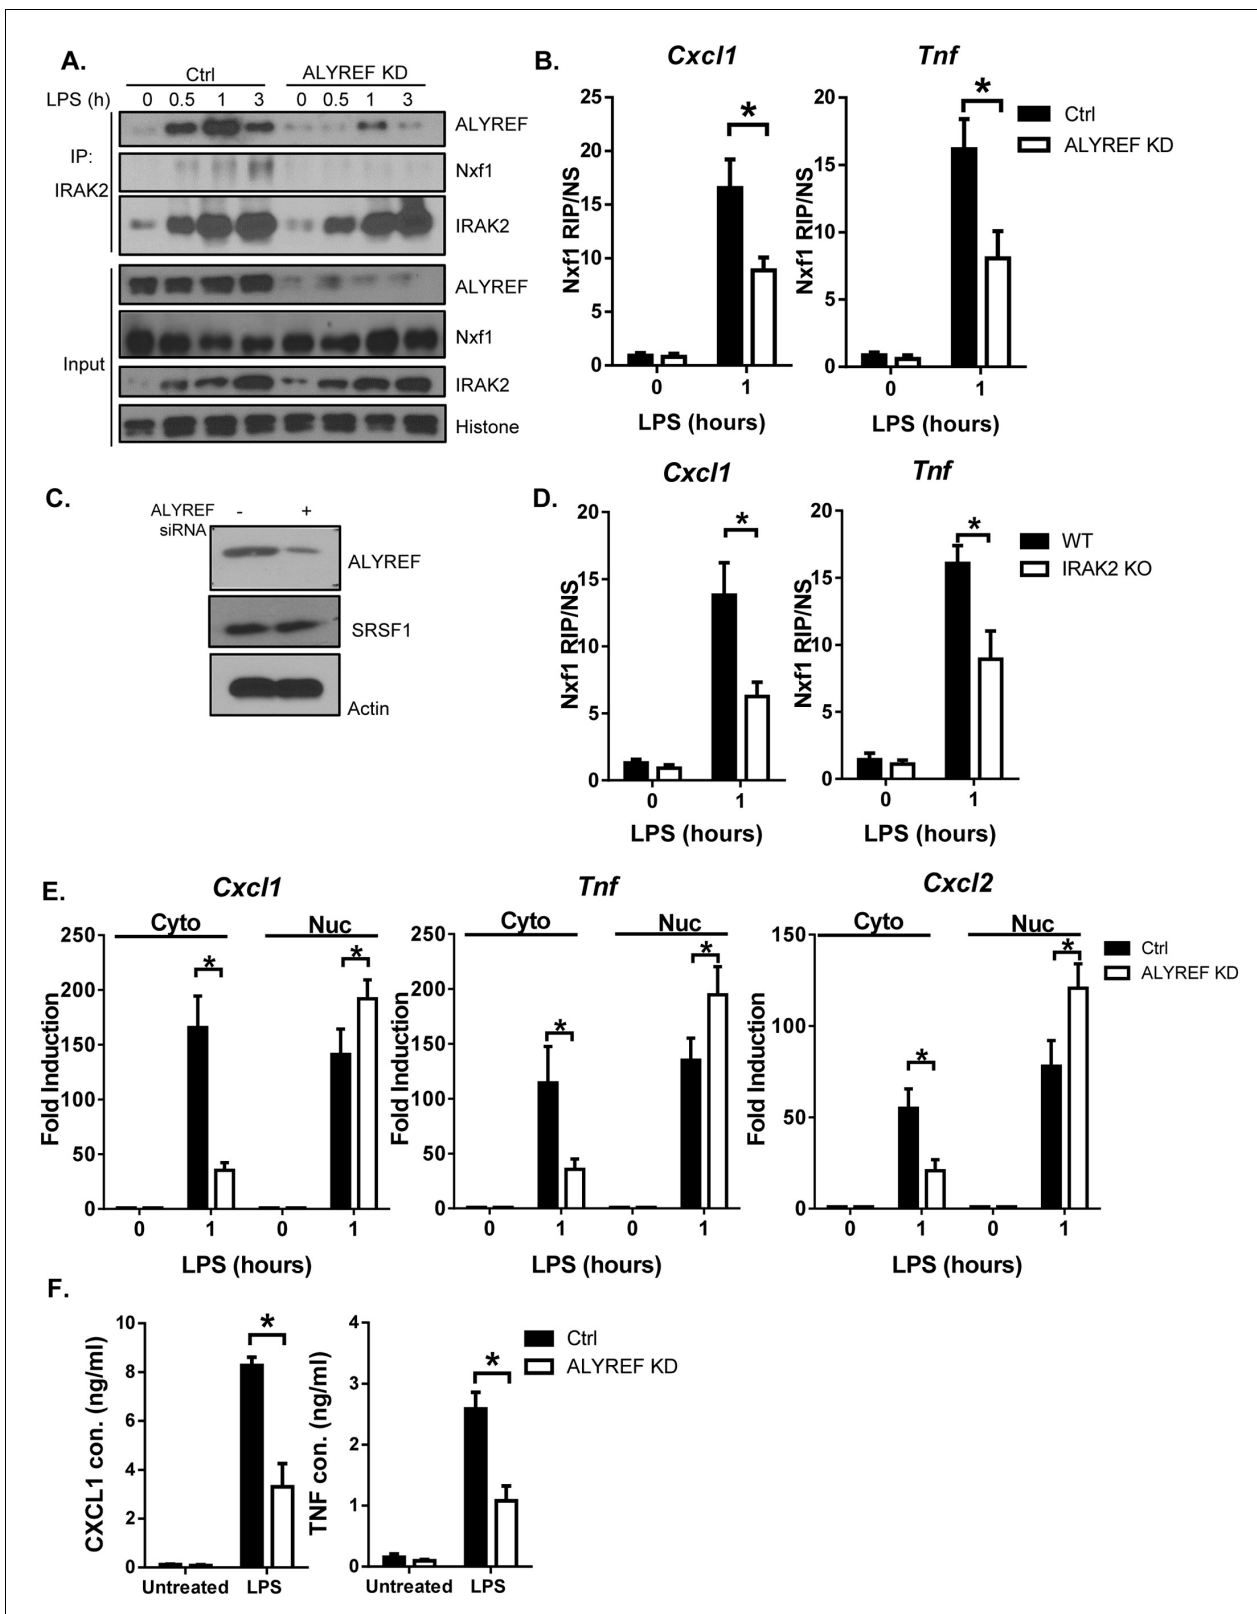 A.
Ctrl ALYREF KD
LPS (h) 0 0.5 1 3 0 0.5 1 3
IP:
IRAK2
ALYREF
Nxf1
IRAK2
Input
ALYREF
Nxf1
IRAK2
Histone
B.
Cxcl1 Tnf
Nxf1 RIP/NS
25
20
15
10
5
0
*
0 1
LPS (hours)
Nxf1 RIP/NS
20
15
10
5
0
*
0 1
LPS (hours)
Ctrl
ALYREF KD
C.
ALYREF - +
siRNA
ALYREF
SRSF1
Actin
D.
Cxcl1 Tnf
Nxf1 RIP/NS
20
15
10
5
0
*
0 1
LPS (hours)
Nxf1 RIP/NS
20
15
10
5
0
*
0 1
LPS (hours)
WT
IRAK2 KO
E.
Cxcl1
Cyto Nuc
Fold Induction
250
200
150
100
50
0
* *
0 1 0 1
LPS (hours)
Tnf
Cyto Nuc
Fold Induction
250
200
150
100
50
0
* *
0 1 0 1
LPS (hours)
Cxcl2
Cyto Nuc
Fold Induction
150
100
50
0
* *
0 1 0 1
LPS (hours)
Ctrl
ALYREF KD
F.
CXCL1 con. (ng/ml)
10
8
6
4
2
0
*
Untreated LPS
TNF con. (ng/ml)
4
3
2
1
0
*
Untreated LPS
Ctrl
ALYREF KD